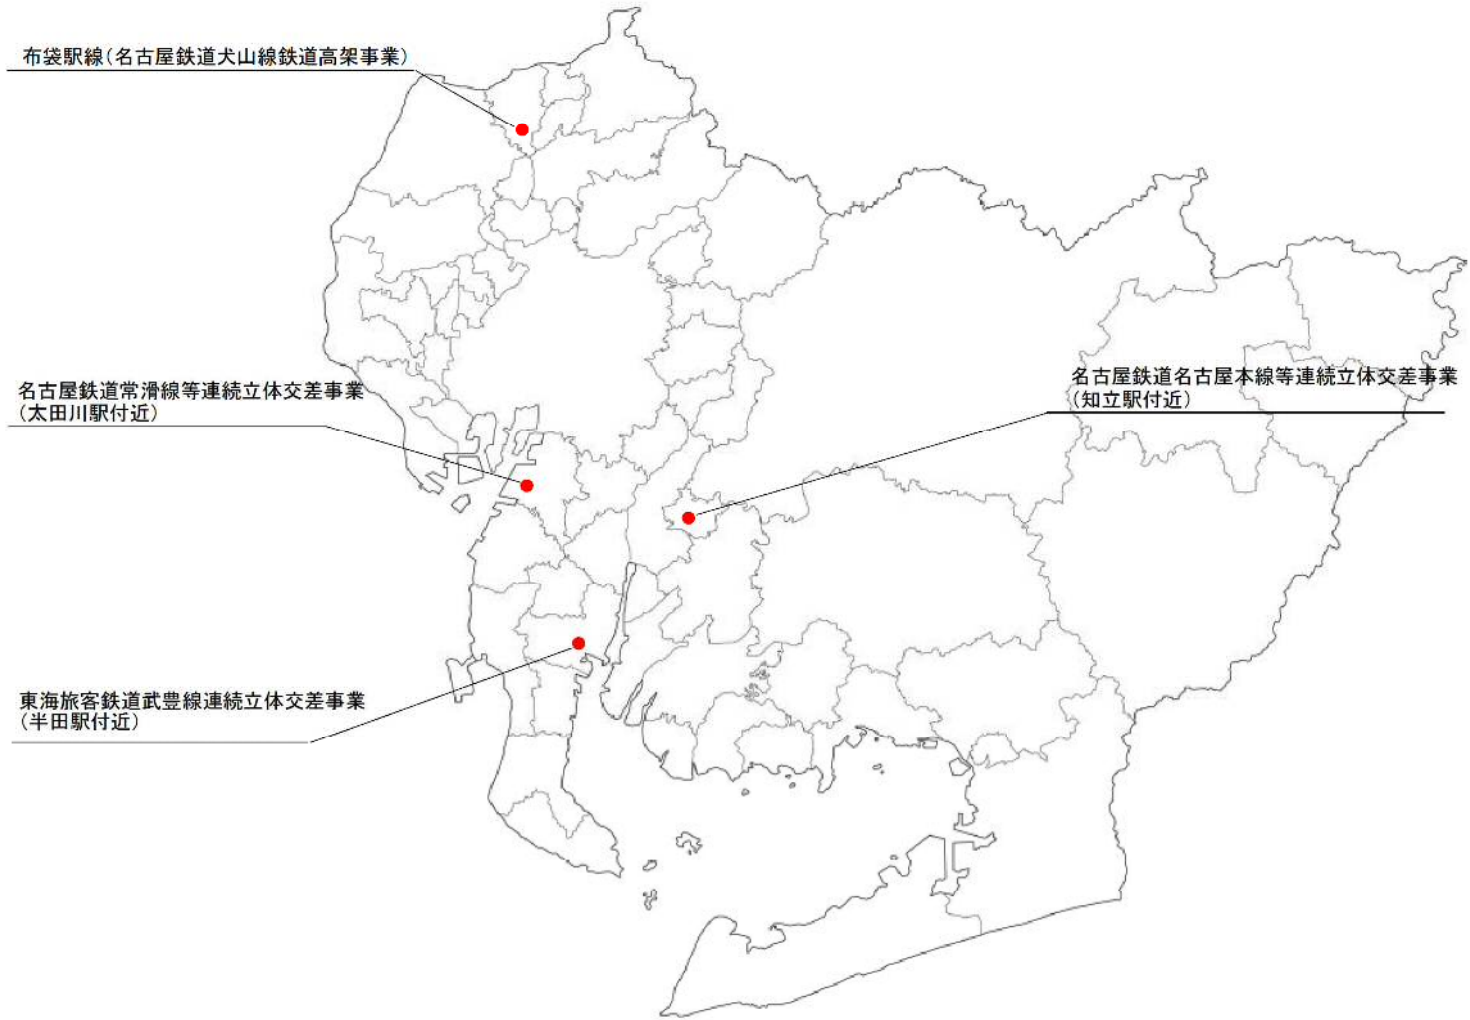 布袋駅線(名古屋鉄道犬山線鉄道高架事業)
名古屋鉄道常滑線等連続立体交差事業
(太田川駅付近)
名古屋鉄道名古屋本線等連続立体交差事業
(知立駅付近)
東海旅客鉄道武豊線連続立体交差事業
(半田駅付近)